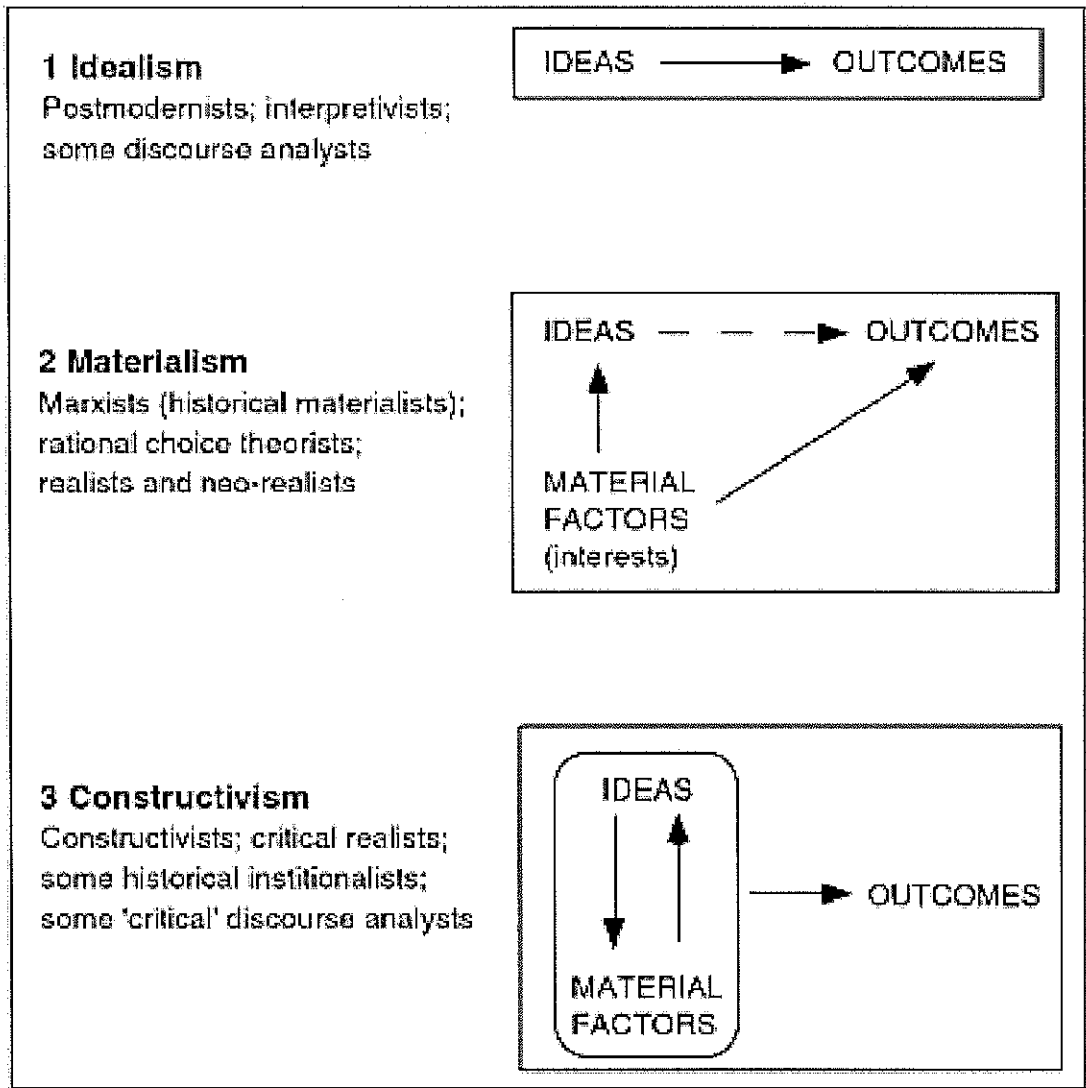 1 Idealism
Postmodernists; interpretivists;
some discourse analysts
IDEAS OUTCOMES
2 Materialism
Marxists (historical materialists);
rational choice theorists;
realists and neo-realists
IDEAS OUTCOMES
MATERIAL
FACTORS
(interests)
3 Constructivism
Constructivists; critical realists;
some historical institionalists;
some 'critical' discourse analysts
IDEAS
OUTCOMES
MATERIAL
FACTORS